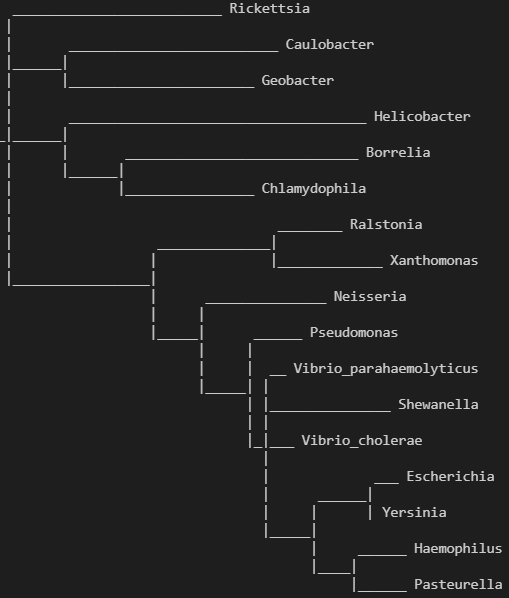 Rickettsia
Caulobacter
Geobacter
Helicobacter
Borrelia
Chlamydophila
Ralstonia
Xanthomonas
Neisseria
Pseudomonas
Vibrio_parahaemolyticus
Shewanella
Vibrio_cholerae
Escherichia
Yersinia
Haemophilus
Pasteurella